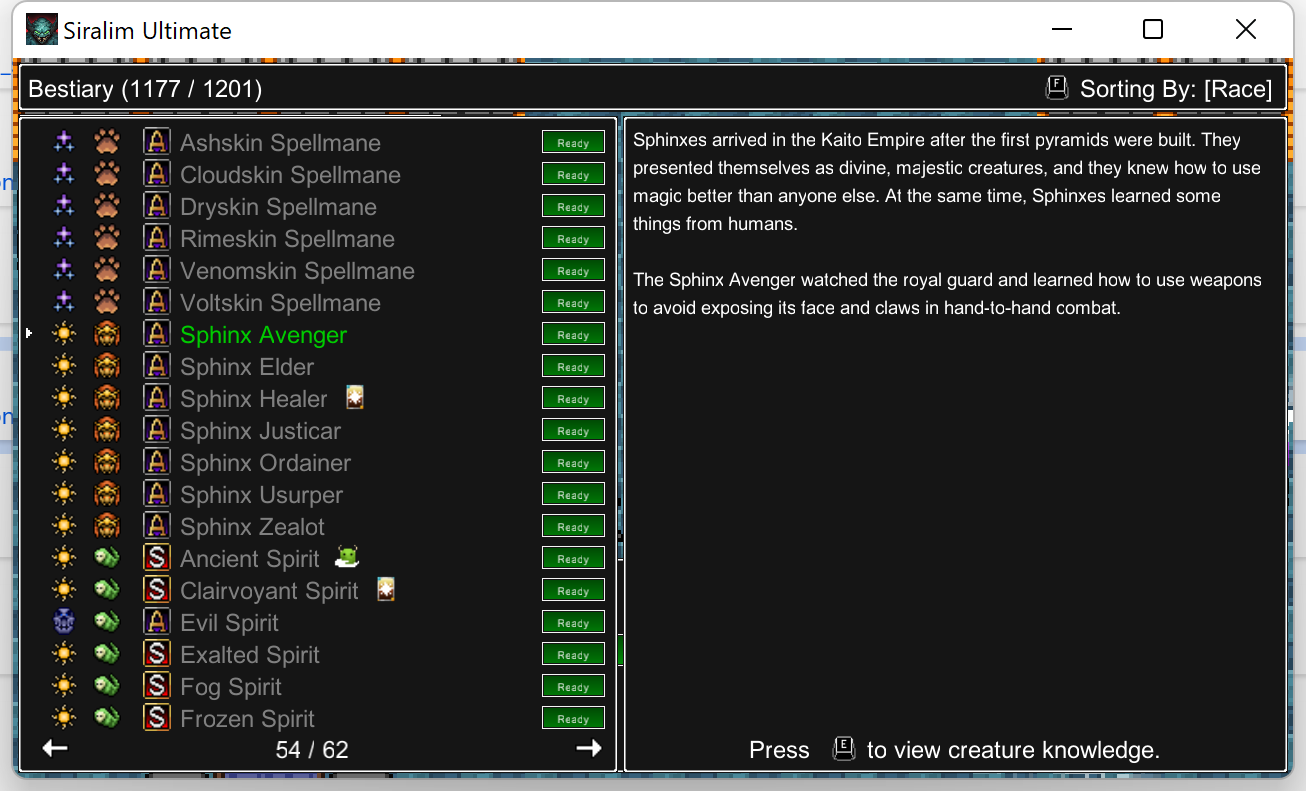 Siralim Ultimate
Bestiary (1177 / 1201)
F Sorting By: [Race]
A Ashskin Spellmane Ready
A Cloudskin Spellmane Ready
A Dryskin Spellmane Ready
A Rimeskin Spellmane Ready
A Venomskin Spellmane Ready
A Voltskin Spellmane Ready
A Sphinx Avenger Ready
A Sphinx Elder Ready
A Sphinx Healer Ready
A Sphinx Justicar Ready
A Sphinx Ordainer Ready
A Sphinx Usurper Ready
A Sphinx Zealot Ready
S Ancient Spirit Ready
S Clairvoyant Spirit Ready
A Evil Spirit Ready
S Exalted Spirit Ready
S Fog Spirit Ready
S Frozen Spirit Ready
54 / 62
Sphinxes arrived in the Kaito Empire after the first pyramids were built. They
presented themselves as divine, majestic creatures, and they knew how to use
magic better than anyone else. At the same time, Sphinxes learned some
things from humans.
The Sphinx Avenger watched the royal guard and learned how to use weapons
to avoid exposing its face and claws in hand-to-hand combat.
Press E to view creature knowledge.